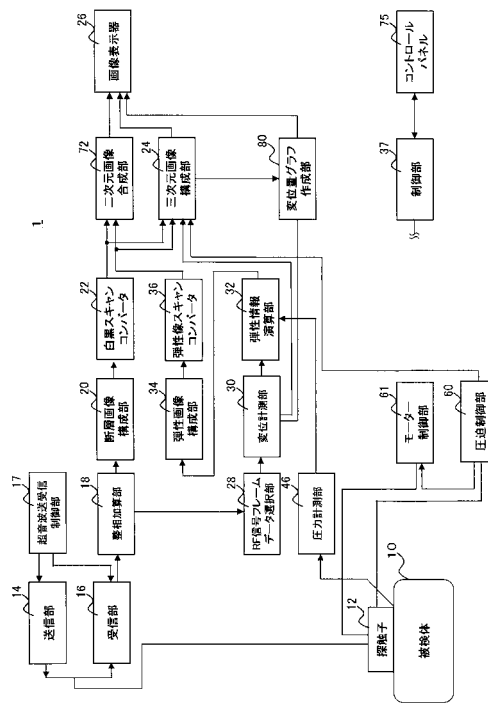 1
17
超音波送受信
制御部
14
送信部
16
受信部
18
整相加算部
20
断層画像
構成部
22
白黒スキャン
コンバータ
72
二次元画像
合成部
26
画像表示器
24
三次元画像
構成部
34
弾性画像
構成部
36
弾性像スキャン
コンバータ
28
RF信号フレーム
データ選択部
30
変位計測部
32
弾性情報
演算部
80
変位量グラフ
作成部
46
圧力計測部
12
探触子
10
被検体
61
モーター
制御部
60
圧迫制御部
37
制御部
75
コントロール
パネル